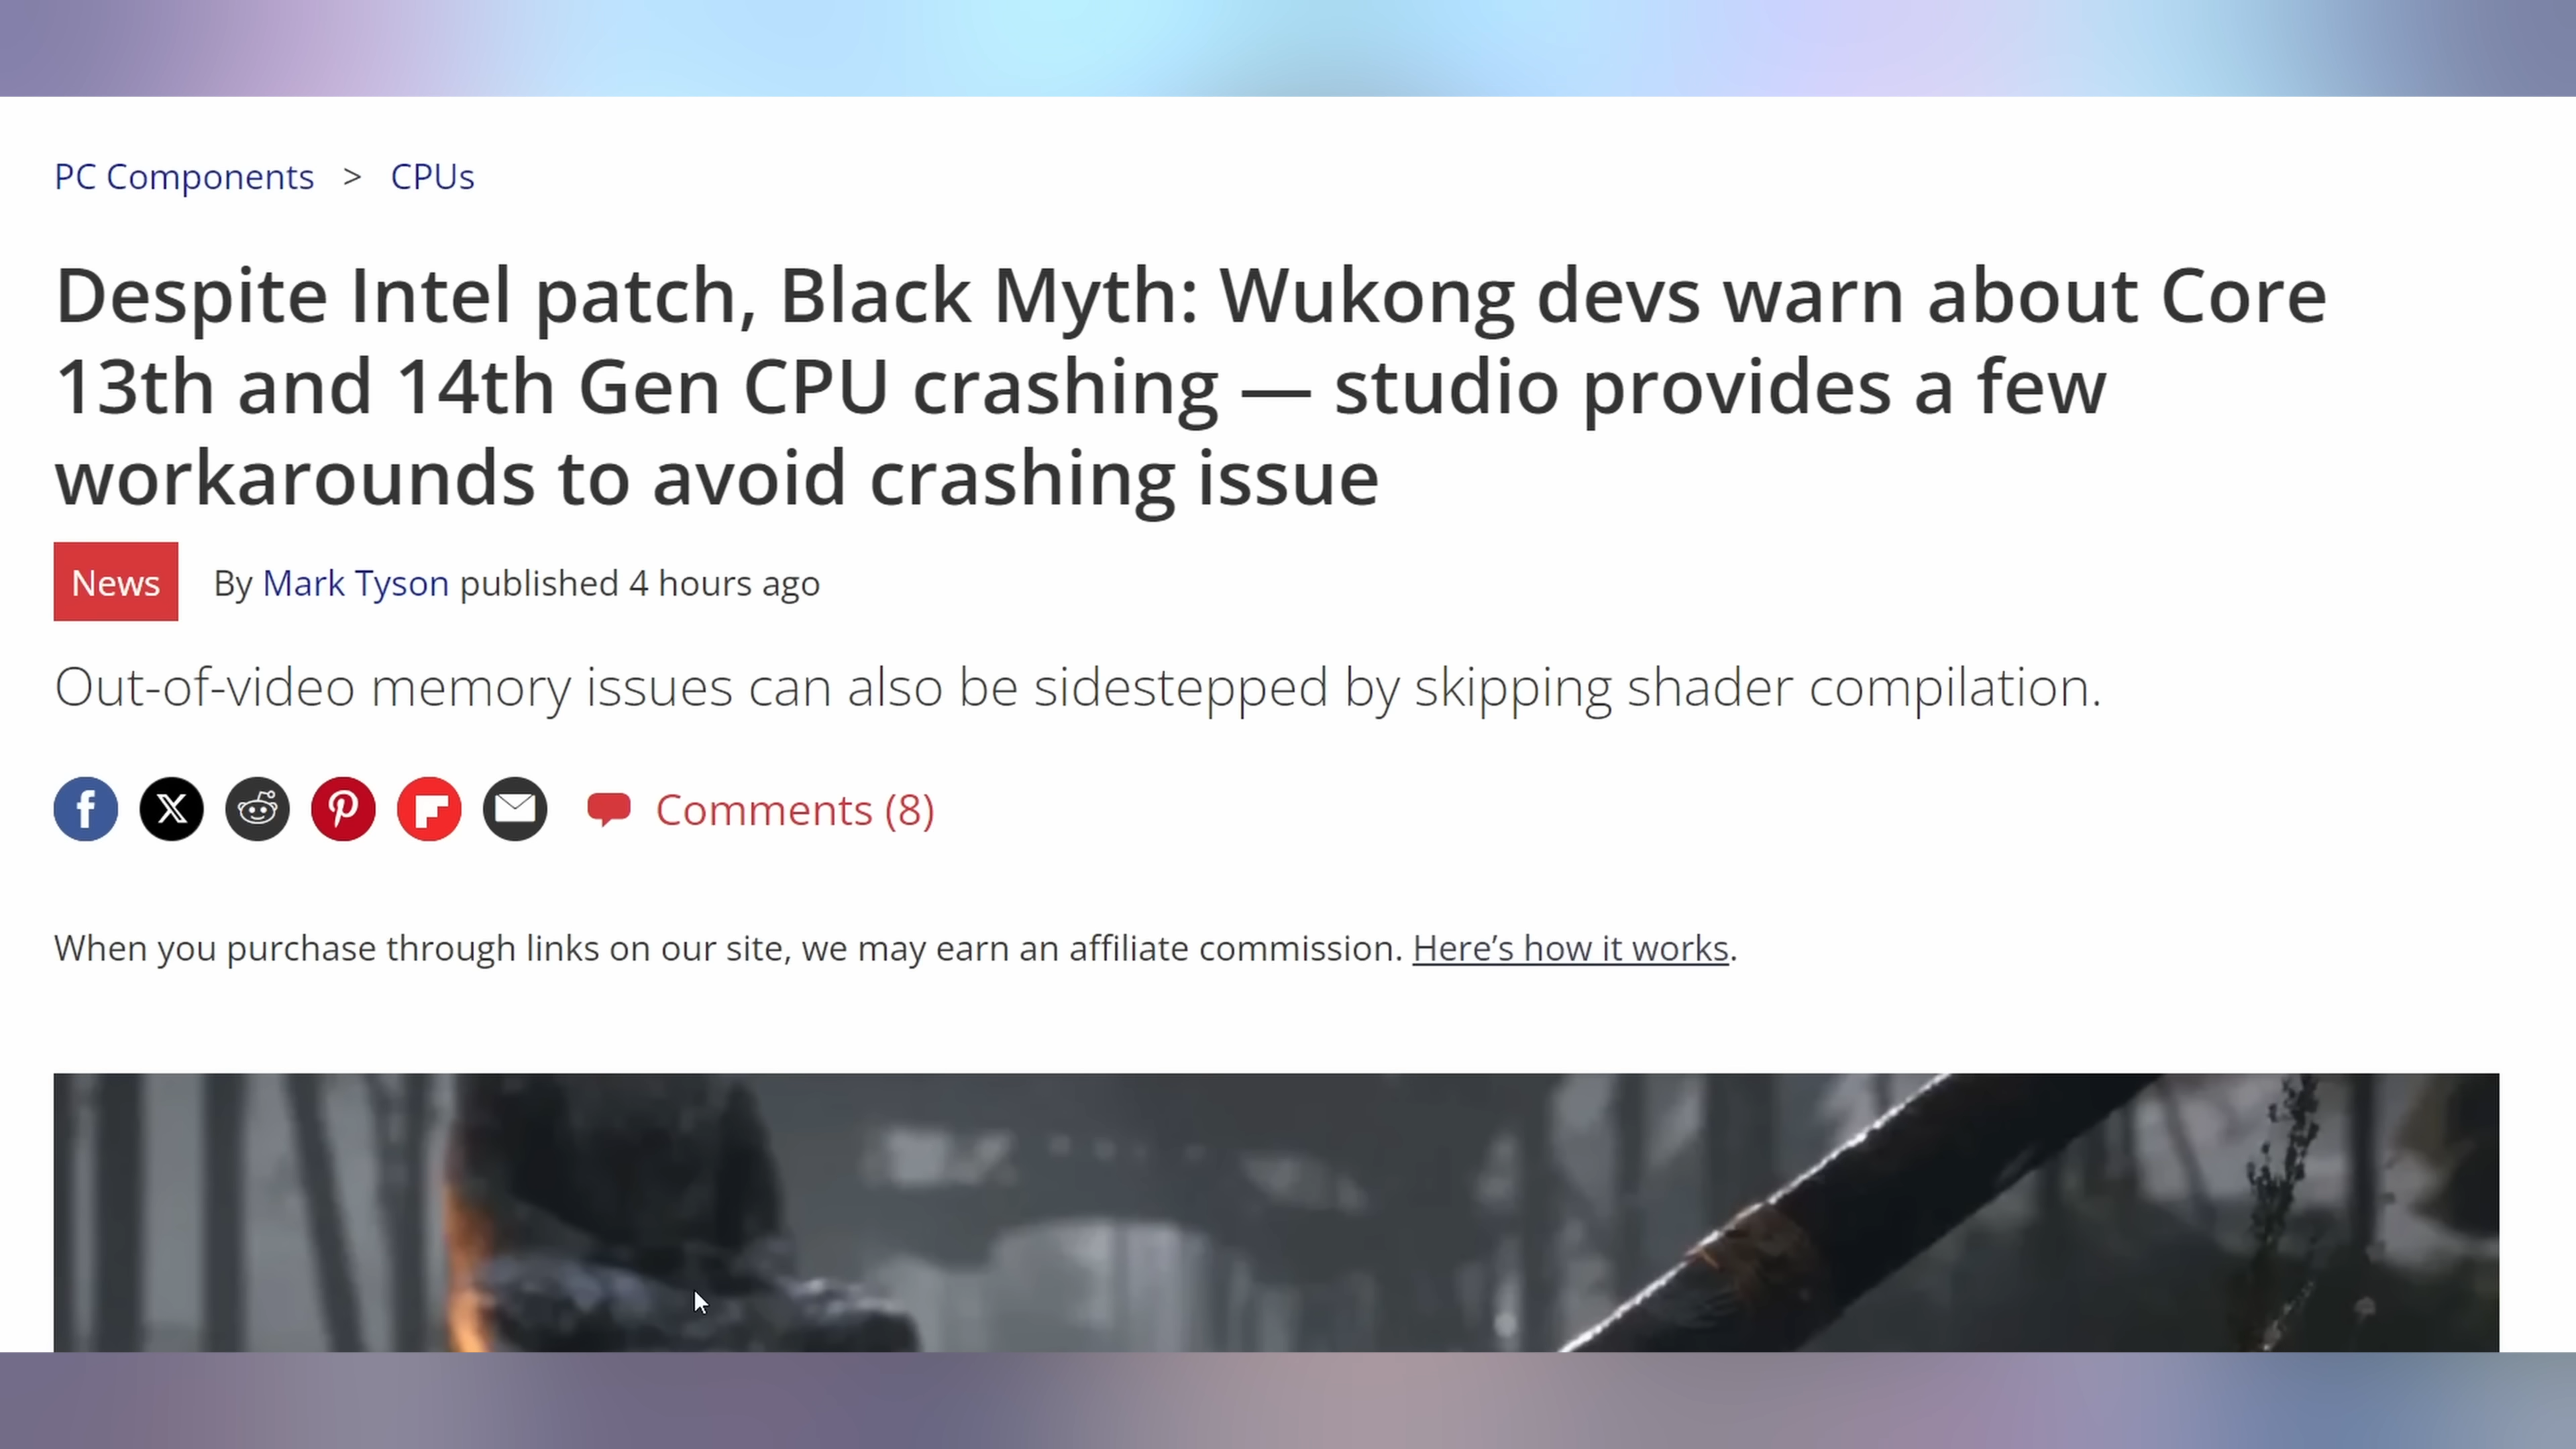 PC Components > CPUs
Despite Intel patch, Black Myth: Wukong devs warn about Core
13th and 14th Gen CPU crashing — studio provides a few
workarounds to avoid crashing issue
News By Mark Tyson published 4 hours ago
Out-of-video memory issues can also be sidestepped by skipping shader compilation.
Comments (8)
When you purchase through links on our site, we may earn an affiliate commission. Here’s how it works.